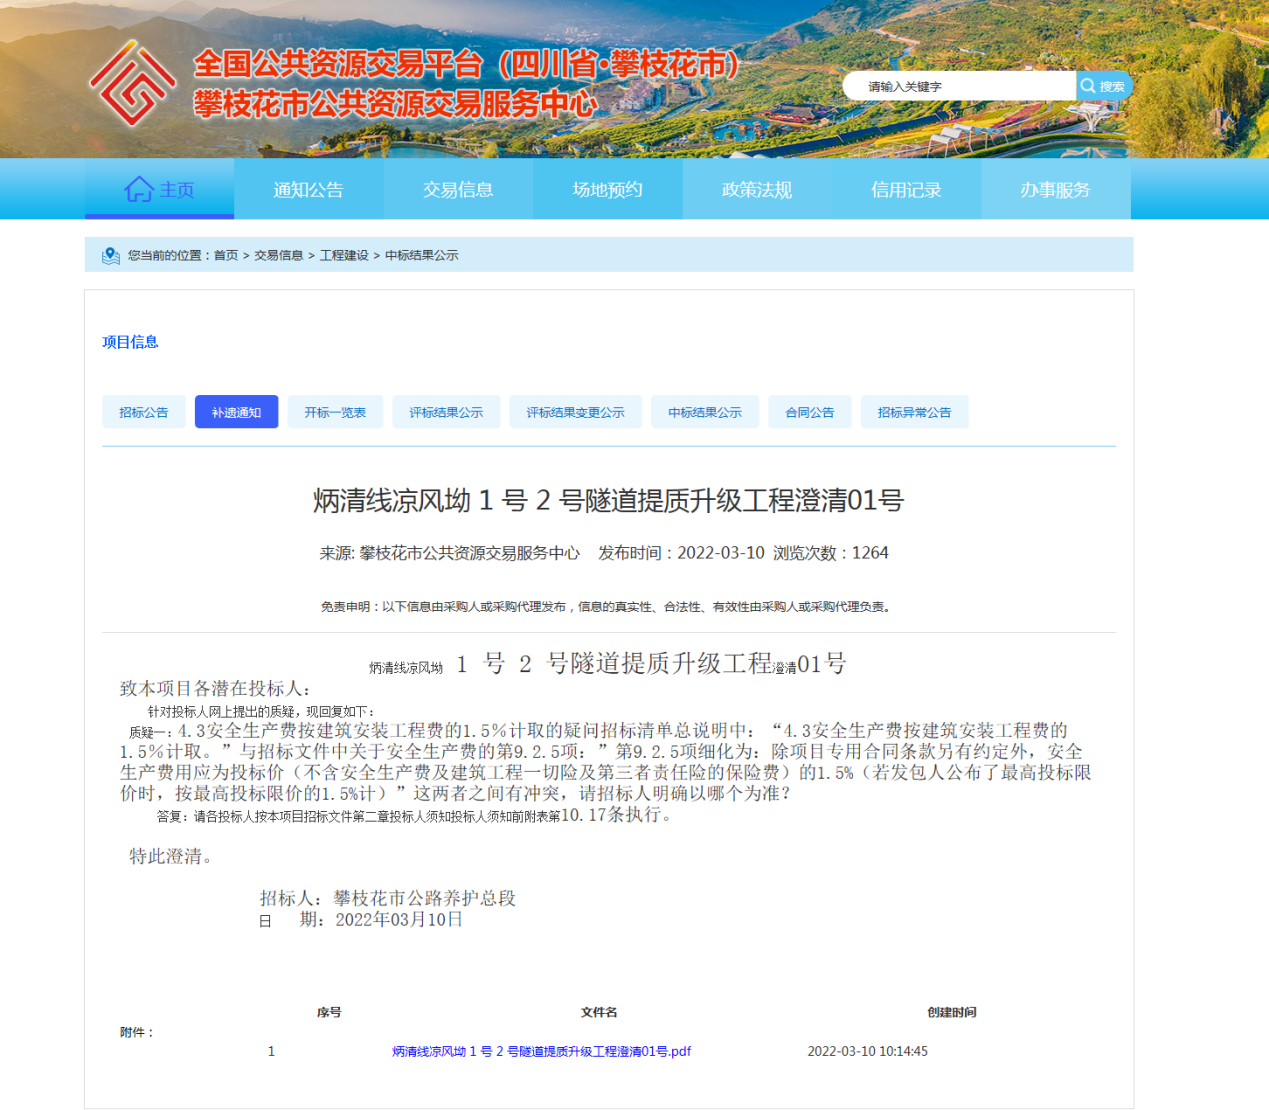 全国公共资源交易平台（四川省·攀枝花市）
攀枝花市公共资源交易服务中心
请输入关键字
搜索
主页
通知公告
交易信息
场地预约
政策法规
信用记录
办事服务
您当前的位置：首页 > 交易信息 > 工程建设 > 中标结果公示
项目信息
招标公告
补遗通知
开标一览表
评标结果公示
评标结果变更公示
中标结果公示
合同公告
招标异常公告
炳清线凉风坳 1 号 2 号隧道提质升级工程澄清01号
来源: 攀枝花市公共资源交易服务中心 发布时间：2022-03-10 浏览次数：1264
免责申明：以下信息由采购人或采购代理发布，信息的真实性、合法性、有效性由采购人或采购代理负责。
炳清线凉风坳 1 号 2 号隧道提质升级工程澄清01号
致本项目各潜在投标人：
针对投标人网上提出的质疑，现回复如下：
质疑一：4.3安全生产费按建筑安装工程费的1.5%计取的疑问招标清单总说明中：“4.3安全生产费按建筑安装工程费的
1.5%计取。”与招标文件中关于安全生产费的第9.2.5项：”第9.2.5项细化为：除项目专用合同条款另有约定外，安全
生产费用应为投标价（不含安全生产费及建筑工程一切险及第三者责任险的保险费）的1.5%（若发包人公布了最高投标限
价时，按最高投标限价的1.5%计）”这两者之间有冲突，请招标人明确以哪个为准？
答复：请各投标人按本项目招标文件第二章投标人须知投标人须知前附表第10.17条执行。
特此澄清。
招标人：攀枝花市公路养护总段
日 期：2022年03月10日
序号 文件名 创建时间
附件：
1 炳清线凉风坳 1 号 2 号隧道提质升级工程澄清01号.pdf 2022-03-10 10:14:45